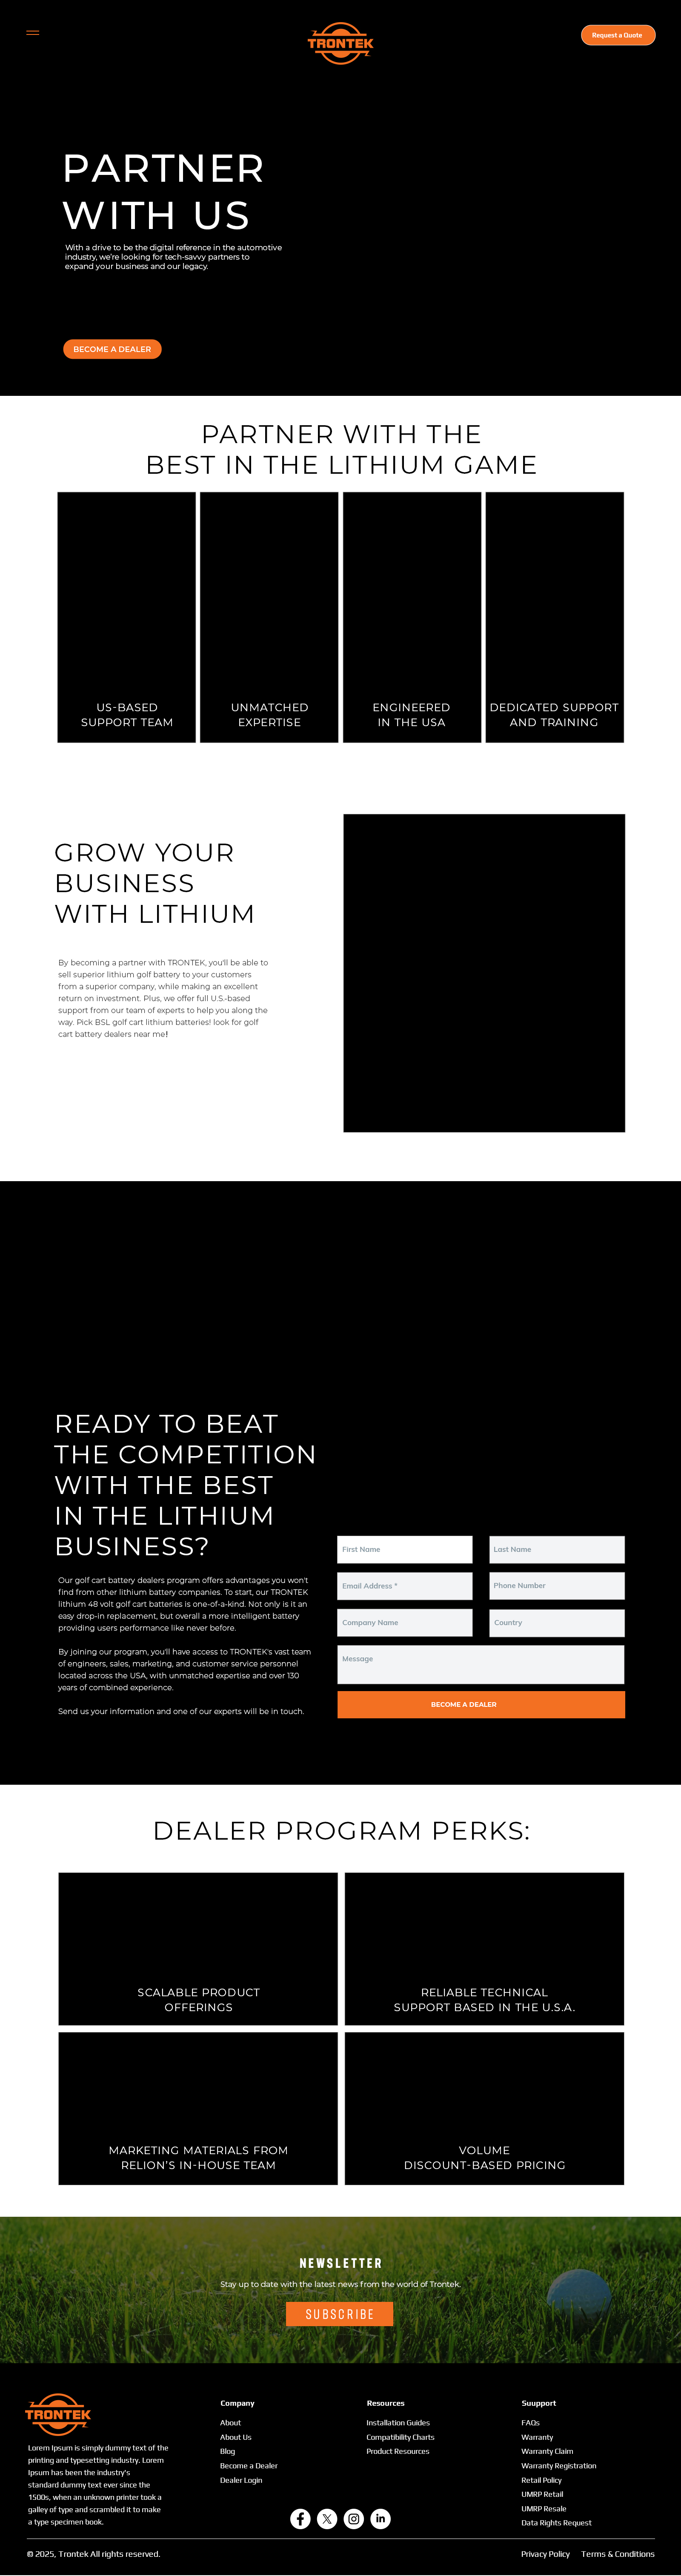 TRONTEK
Request a Quote
PARTNER
WITH US
With a drive to be the digital reference in the automotive
industry, we're looking for tech-savvy partners to
expand your business and our legacy.
BECOME A DEALER
PARTNER WITH THE
BEST IN THE LITHIUM GAME
US-BASED
SUPPORT TEAM
UNMATCHED
EXPERTISE
ENGINEERED
IN THE USA
DEDICATED SUPPORT
AND TRAINING
GROW YOUR
BUSINESS
WITH LITHIUM
By becoming a partner with TRONTEK, you'll be able to
sell superior lithium golf battery to your customers
from a superior company, while making an excellent
return on investment. Plus, we offer full U.S.-based
support from our team of experts to help you along the
way. Pick BSL golf cart lithium batteries! look for golf
cart battery dealers near me!
READY TO BEAT
THE COMPETITION
WITH THE BEST
IN THE LITHIUM
BUSINESS?
Our golf cart battery dealers program offers advantages you won't
find from other lithium battery companies. To start, our TRONTEK
lithium 48 volt golf cart batteries is one-of-a-kind. Not only is it an
easy drop-in replacement, but overall a more intelligent battery
providing users performance like never before.
By joining our program, you'll have access to TRONTEK's vast team
of engineers, sales, marketing, and customer service personnel
located across the USA, with unmatched expertise and over 130
years of combined experience.
Send us your information and one of our experts will be in touch.
First Name
Last Name
Email Address *
Phone Number
Company Name
Country
Message
BECOME A DEALER
DEALER PROGRAM PERKS:
SCALABLE PRODUCT
OFFERINGS
RELIABLE TECHNICAL
SUPPORT BASED IN THE U.S.A.
MARKETING MATERIALS FROM
RELION'S IN-HOUSE TEAM
VOLUME
DISCOUNT-BASED PRICING
NEWSLETTER
Stay up to date with the latest news from the world of Trontek.
SUBSCRIBE
TRONTEK
Lorem Ipsum is simply dummy text of the
printing and typesetting industry. Lorem
Ipsum has been the industry's
standard dummy text ever since the
1500s, when an unknown printer took a
galley of type and scrambled it to make
a type specimen book.
Company
About
About Us
Blog
Become a Dealer
Dealer Login
Resources
Installation Guides
Compatibility Charts
Product Resources
Suupport
FAQs
Warranty
Warranty Claim
Warranty Registration
Retail Policy
UMRP Retail
UMRP Resale
Data Rights Request
© 2025, Trontek All rights reserved.
Privacy Policy
Terms & Conditions